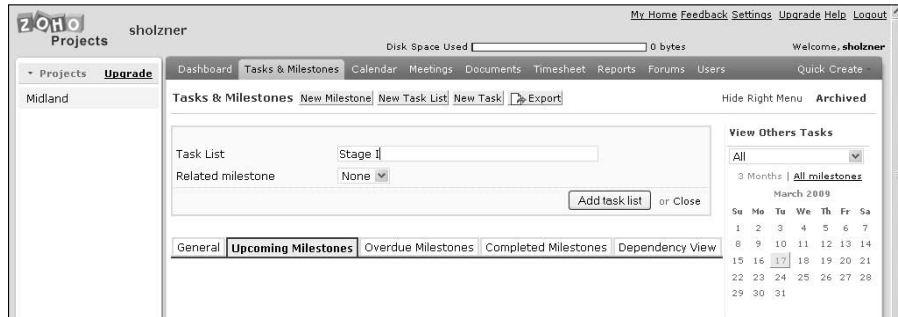 ZOHO
Projects
sholzner
My Home Feedback Settings Upgrade Help Logout
Disk Space Used 0 bytes
Welcome, sholzner
Projects Upgrade
Midland
Dashboard Tasks & Milestones Calendar Meetings Documents Timesheet Reports Forums Users Quick Create
Tasks & Milestones New Milestone New Task List New Task Export
Hide Right Menu Archived
Task List Stage I
Related milestone None
Add task list or Close
General Upcoming Milestones Overdue Milestones Completed Milestones Dependency View
View Others Tasks
All
3 Months | All milestones
March 2009
Su Mo Tu We Th Fr Sa
1 2 3 4 5 6 7
8 9 10 11 12 13 14
15 16 17 18 19 20 21
22 23 24 25 26 27 28
29 30 31